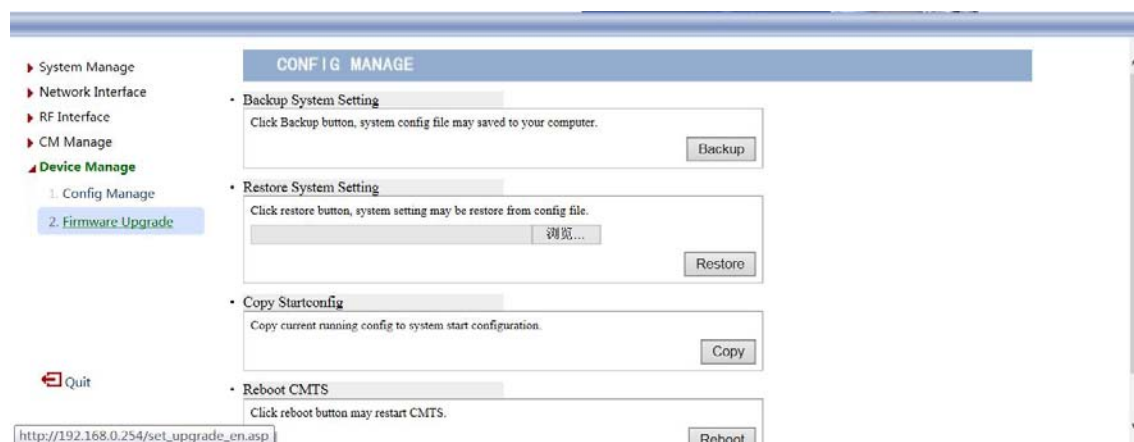 CONFIG MANAGE
System Manage
Network Interface
RF Interface
CM Manage
Device Manage
1. Config Manage
2. Firmware Upgrade
Quit
Backup System Setting
Click Backup button, system config file may saved to your computer.
Backup
Restore System Setting
Click restore button, system setting may be restore from config file.
浏览...
Restore
Copy Startconfig
Copy current running config to system start configuration.
Copy
Reboot CMTS
Click reboot button may restart CMTS.
Reboot
http://192.168.0.254/set_upgrade_en.asp